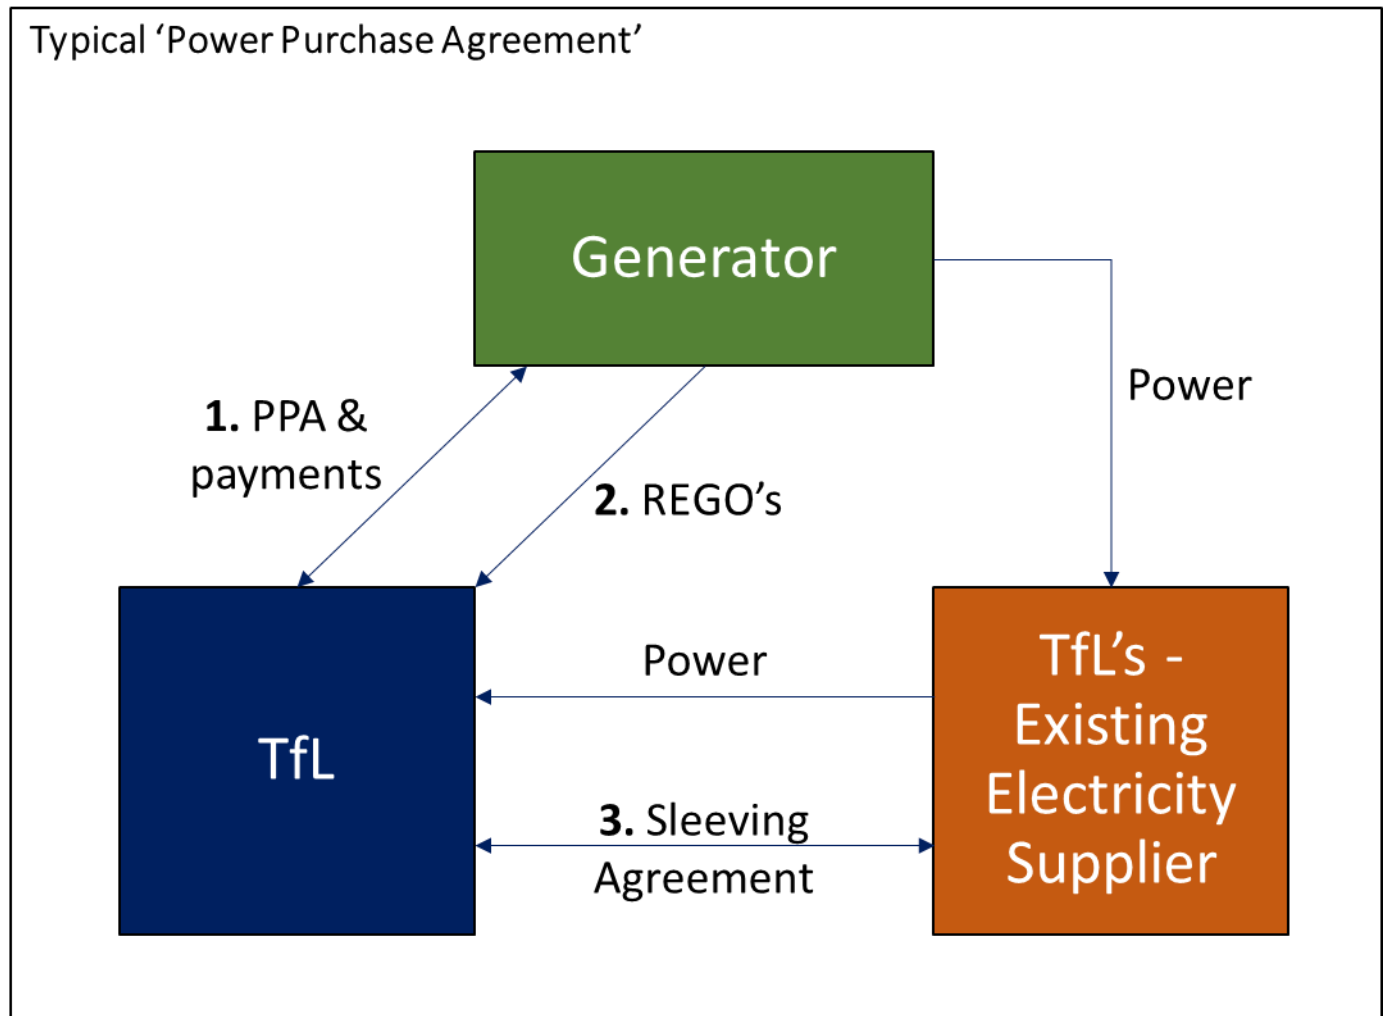 Typical ‘Power Purchase Agreement’
Generator
Power
1. PPA &
payments
2. REGO’s
TfL
Power
3. Sleeving
Agreement
TfL’s -
Existing
Electricity
Supplier